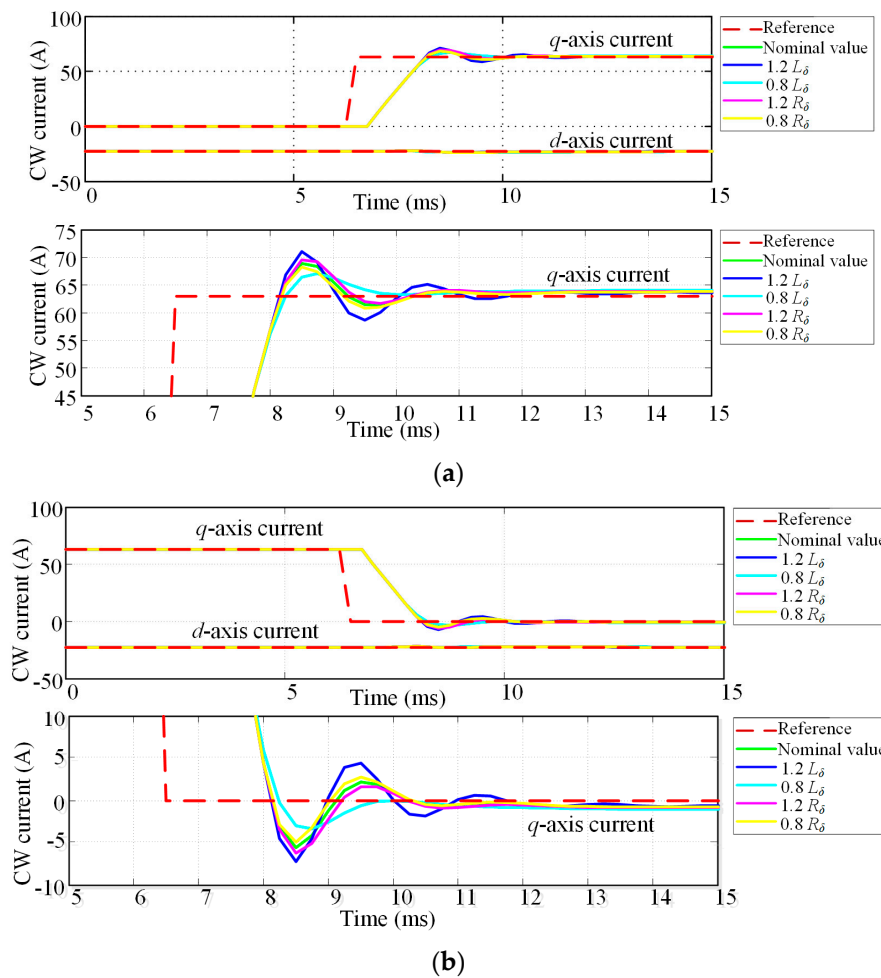 100
50
0
-50
CW current (A)
q-axis current
d-axis current
0
5
10
15
Time (ms)
Reference
Nominal value
1.2 Lδ
0.8 Lδ
1.2 Rδ
0.8 Rδ
75
70
65
60
55
50
45
CW current (A)
q-axis current
5
6
7
8
9
10
11
12
13
14
15
Time (ms)
Reference
Nominal value
1.2 Lδ
0.8 Lδ
1.2 Rδ
0.8 Rδ
(a)
100
50
0
-50
CW current (A)
q-axis current
d-axis current
0
5
10
15
Time (ms)
Reference
Nominal value
1.2 Lδ
0.8 Lδ
1.2 Rδ
0.8 Rδ
10
5
0
-5
-10
CW current (A)
q-axis current
5
6
7
8
9
10
11
12
13
14
15
Time (ms)
Reference
Nominal value
1.2 Lδ
0.8 Lδ
1.2 Rδ
0.8 Rδ
(b)